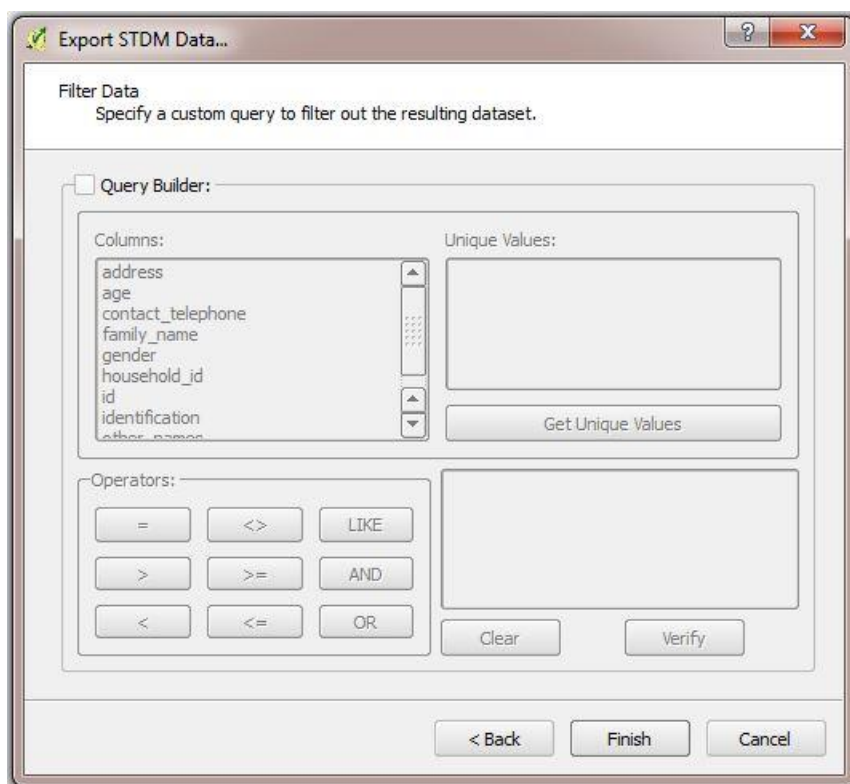 Export STDM Data...
Filter Data
Specify a custom query to filter out the resulting dataset.
Query Builder:
Columns:
address
age
contact_telephone
family_name
gender
household_id
id
identification
other_names
Unique Values:
Get Unique Values
Operators:
= <> LIKE
> >= AND
< <= OR
Clear Verify
< Back Finish Cancel